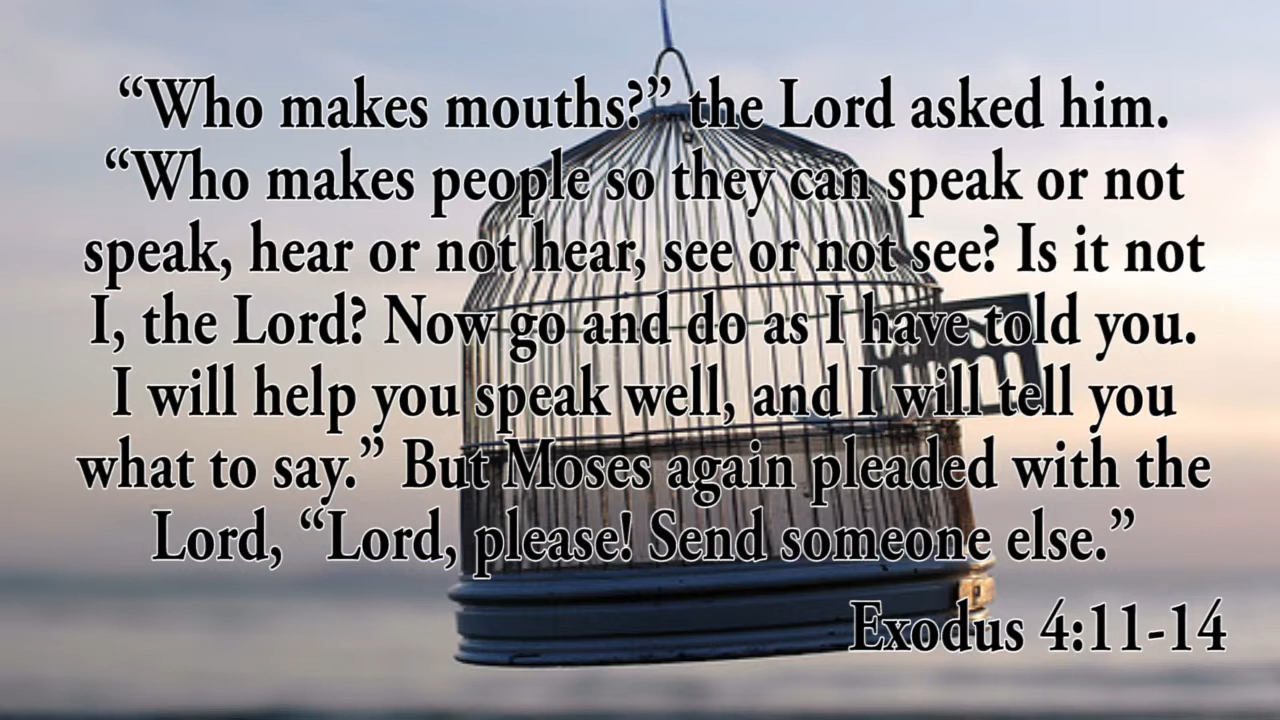 “Who makes mouths?” the Lord asked him.
“Who makes people so they can speak or not
speak, hear or not hear, see or not see? Is it not
I, the Lord? Now go and do as I have told you.
I will help you speak well, and I will tell you
what to say.” But Moses again pleaded with the
Lord, “Lord, please! Send someone else.”
Exodus 4:11-14